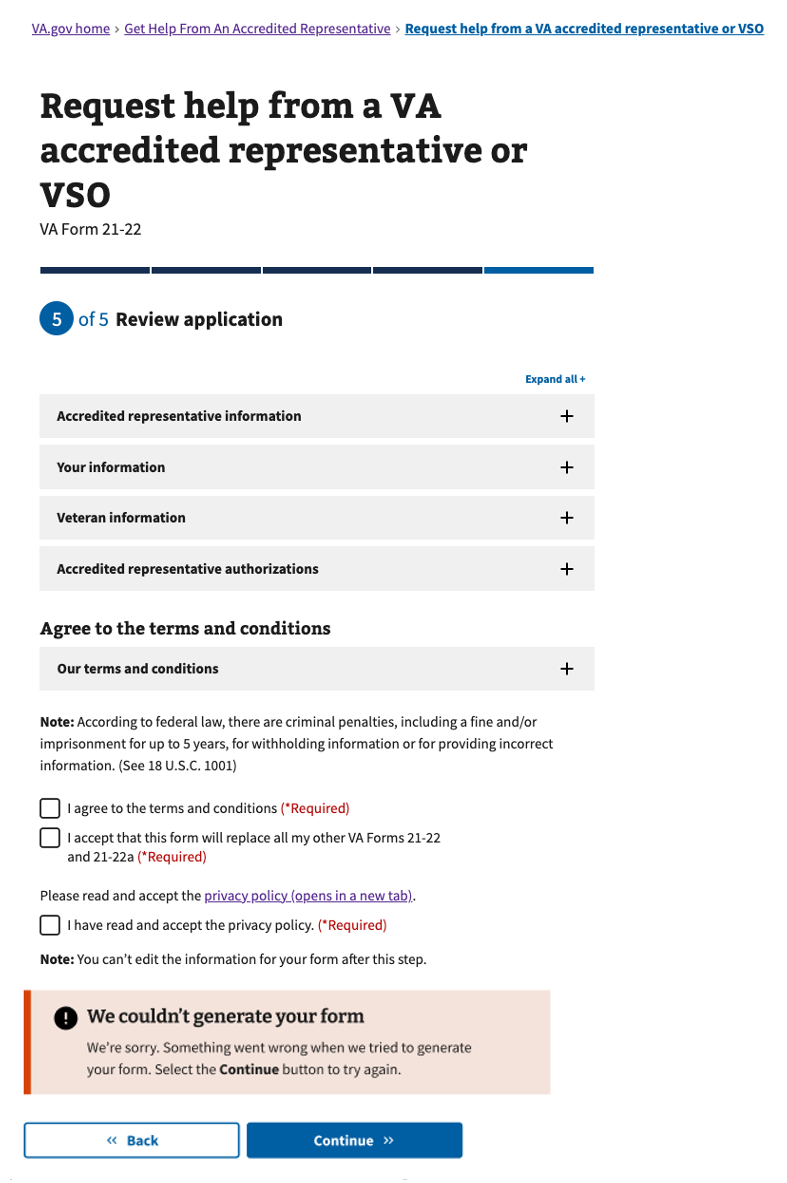 VA.gov home › Get Help From An Accredited Representative › Request help from a VA accredited representative or VSO
Request help from a VA
accredited representative or
VSO
VA Form 21-22
5 of 5 Review application
Expand all +
Accredited representative information +
Your information +
Veteran information +
Accredited representative authorizations +
Agree to the terms and conditions
Our terms and conditions +
Note: According to federal law, there are criminal penalties, including a fine and/or
imprisonment for up to 5 years, for withholding information or for providing incorrect
information. (See 18 U.S.C. 1001)
I agree to the terms and conditions (*Required)
I accept that this form will replace all my other VA Forms 21-22
and 21-22a (*Required)
Please read and accept the privacy policy (opens in a new tab).
I have read and accept the privacy policy. (*Required)
Note: You can’t edit the information for your form after this step.
We couldn’t generate your form
We’re sorry. Something went wrong when we tried to generate
your form. Select the Continue button to try again.
« Back Continue »